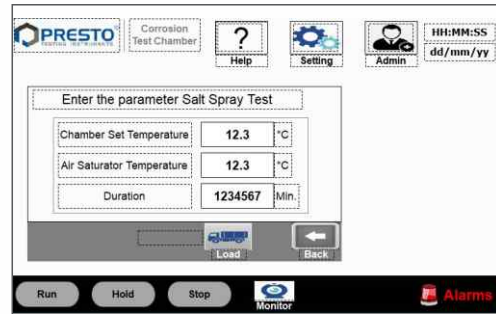 PRESTO
TESTING INSTRUMENTS
Corrosion
Test Chamber
?
Help
Setting
Admin
HH:MM:SS
dd/mm/yy
Enter the parameter Salt Spray Test
Chamber Set Temperature 12.3 °C
Air Saturator Temperature 12.3 °C
Duration 1234567 Min.
Load
Back
Run Hold Stop Monitor Alarms